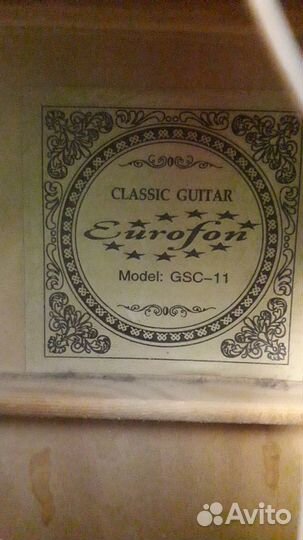 CLASSIC GUITAR
Eurofon
Model: GSC-11
Avito